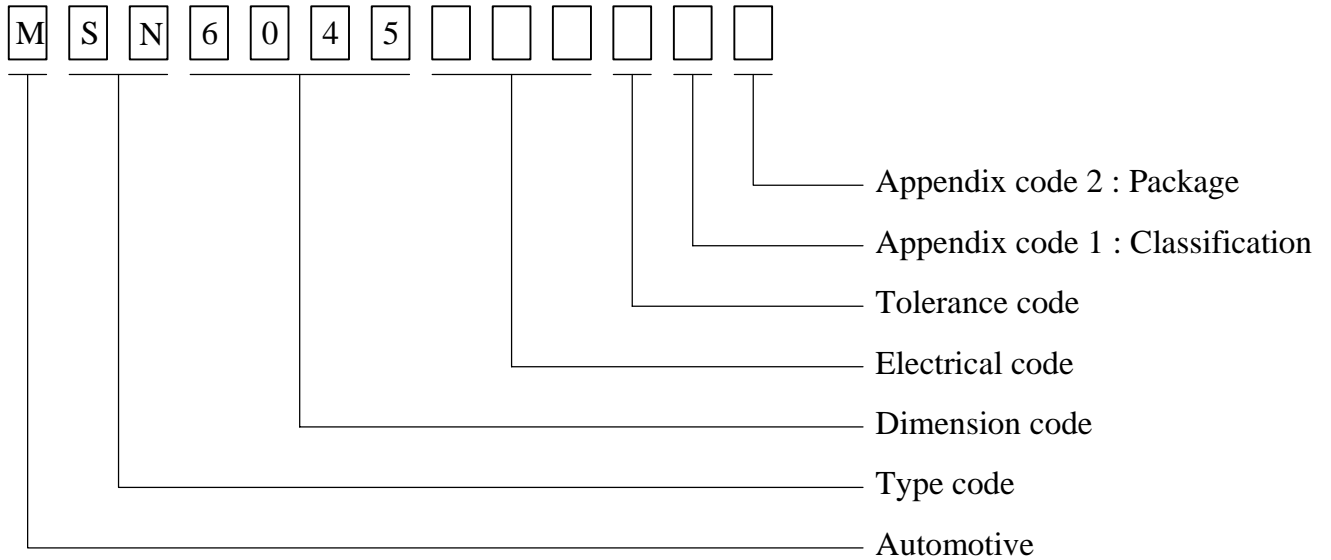 M S N 6 0 4 5
Appendix code 2 : Package
Appendix code 1 : Classification
Tolerance code
Electrical code
Dimension code
Type code
Automotive